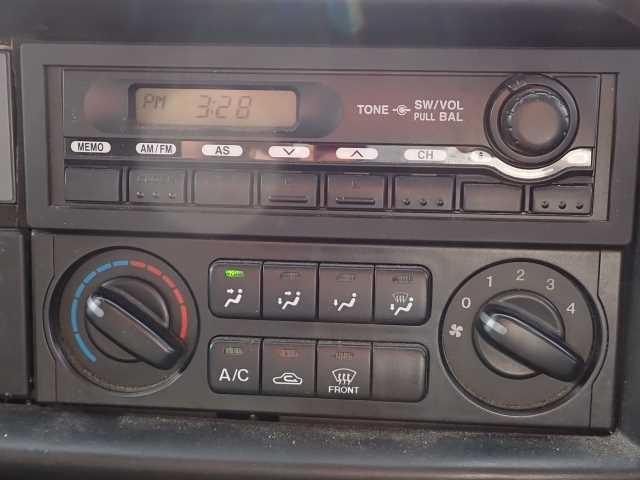 PM 3:28
TONE SW/VOL
PULL BAL
MEMO AM/FM AS CH
0 1 2 3 4
A/C FRONT